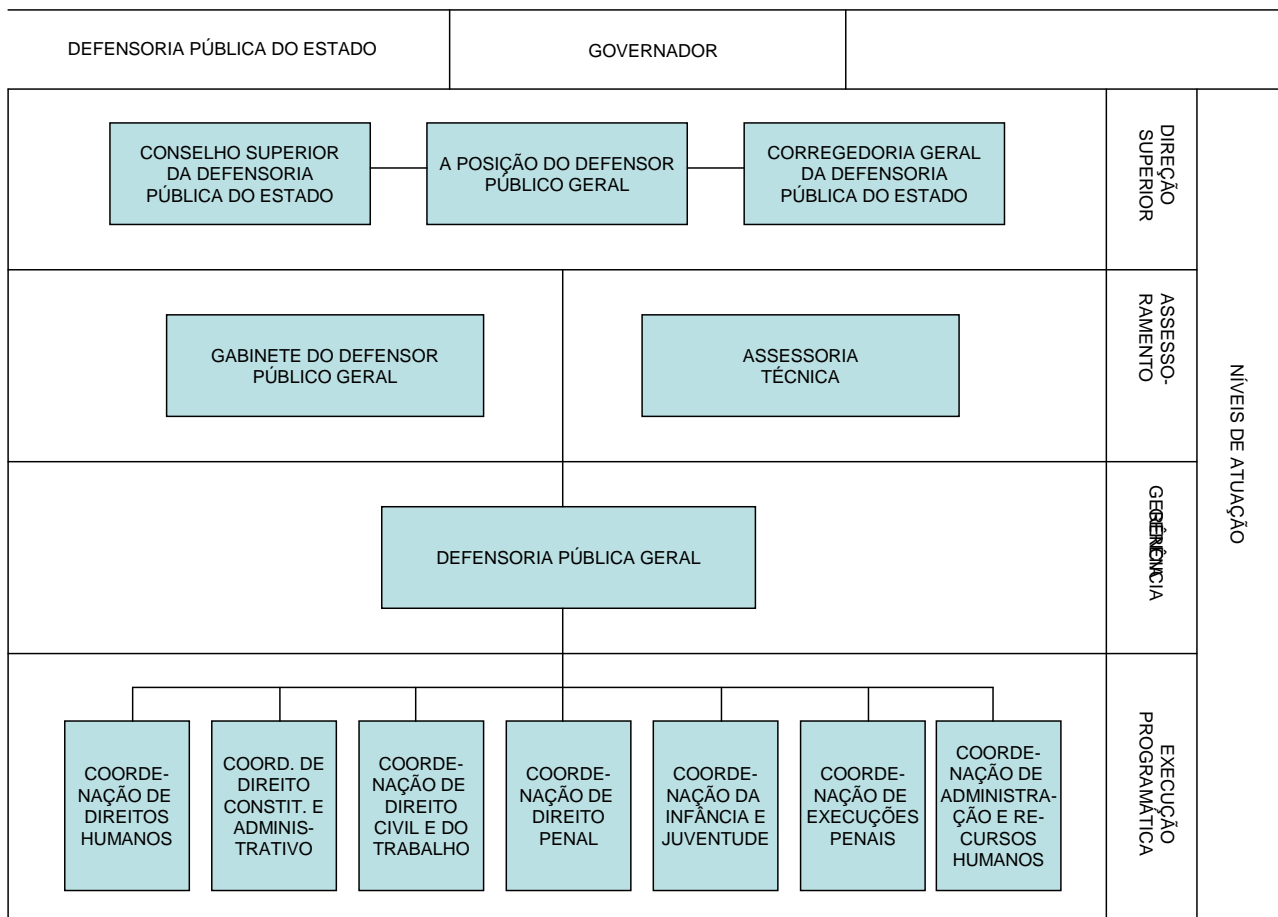 DEFENSORIA PÚBLICA DO ESTADO
GOVERNADOR
CONSELHO SUPERIOR
DA DEFENSORIA
PÚBLICA DO ESTADO
A POSIÇÃO DO DEFENSOR
PÚBLICO GERAL
CORREGEDORIA GERAL
DA DEFENSORIA
PÚBLICA DO ESTADO
DIREÇÃO
SUPERIOR
GABINETE DO DEFENSOR
PÚBLICO GERAL
ASSESSORIA
TÉCNICA
ASSESSO-
RAMENTO
NÍVEIS DE ATUAÇÃO
DEFENSORIA PÚBLICA GERAL
COORDE-
NAÇÃO DE
DIREITOS
HUMANOS
COORD. DE
DIREITO
CONSTIT. E
ADMINIS-
TRATIVO
COORDE-
NAÇÃO DE
DIREITO
CIVIL E DO
TRABALHO
COORDE-
NAÇÃO DE
DIREITO
PENAL
COORDE-
NAÇÃO DA
INFÂNCIA E
JUVENTUDE
COORDE-
NAÇÃO DE
EXECUÇÕES
PENAIS
COORDE-
NAÇÃO DE
ADMINISTRA-
ÇÃO E RE-
CURSOS
HUMANOS
EXECUÇÃO
PROGRAMÁTICA